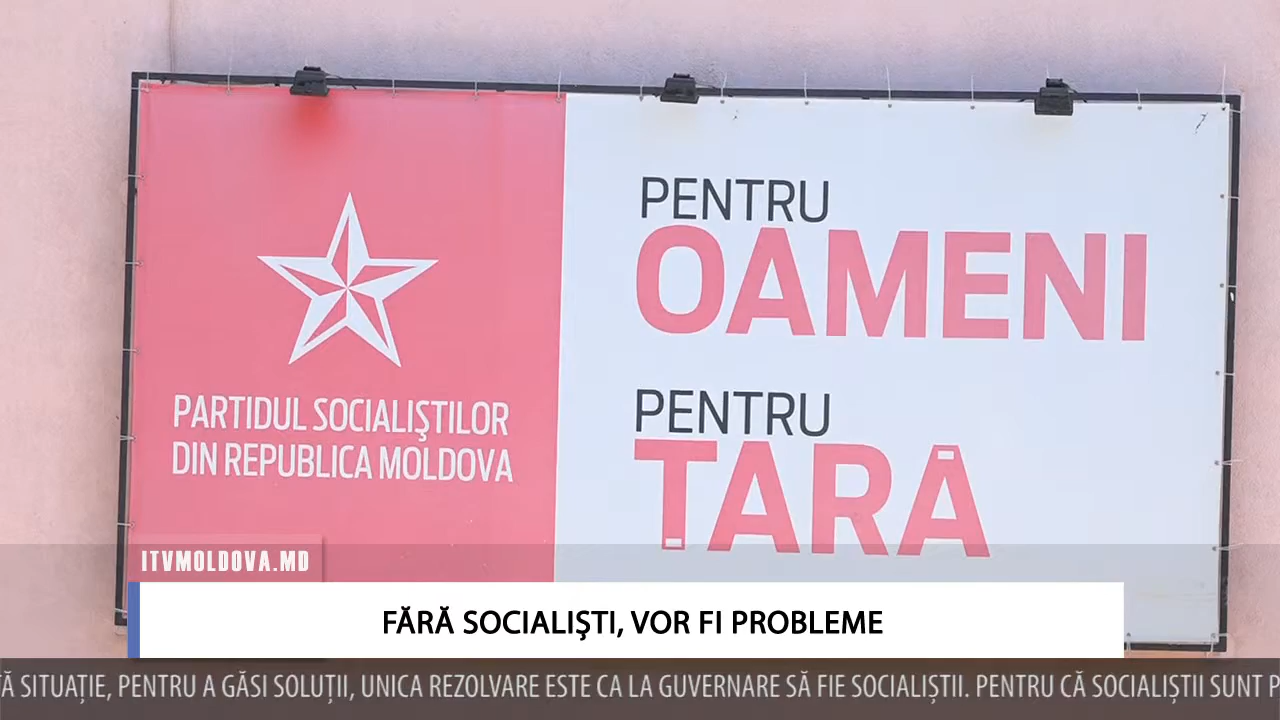 PENTRU
OAMENI
PENTRU
ȚARĂ
PARTIDUL SOCIALIŞTILOR
DIN REPUBLICA MOLDOVA
ITVMOLDOVA.MD
FĂRĂ SOCIALIŞTI, VOR FI PROBLEME
SITUAȚIE, PENTRU A GĂSI SOLUȚII, UNICA REZOLVARE ESTE CA LA GUVERNARE SĂ FIE SOCIALIȘTII. PENTRU CĂ SOCIALIȘTII SUNT